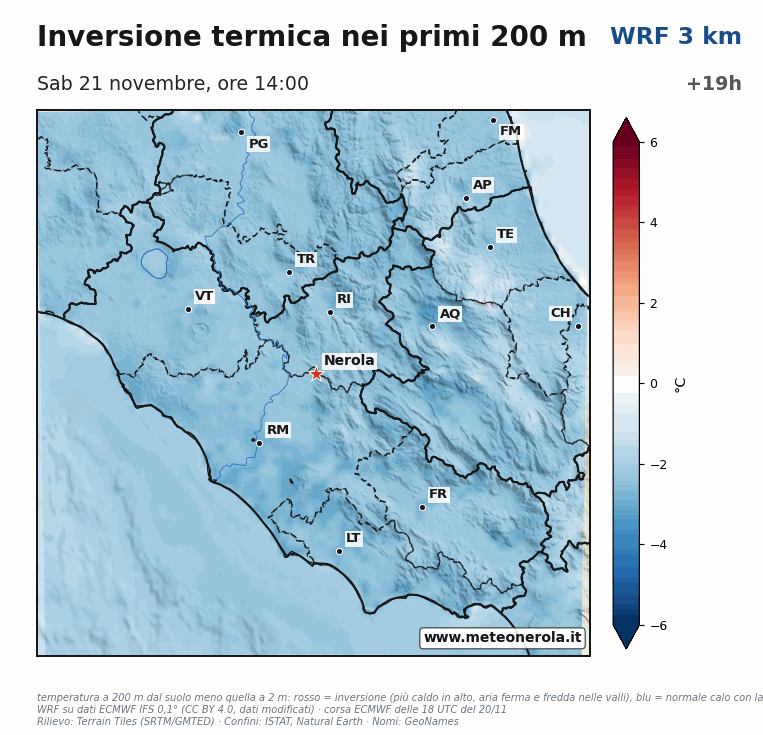 Inversione termica nei primi 200 m WRF 3 km
Sab 21 novembre, ore 14:00 +19h
FM
PG
AP
TE
TR
VT
RI
AQ
CH
Nerola
RM
FR
LT
www.meteonerola.it
6
4
2
0
−2
−4
−6
°C
temperatura a 200 m dal suolo meno quella a 2 m: rosso = inversione (più caldo in alto, aria ferma e fredda nelle valli), blu = normale calo con la
WRF su dati ECMWF IFS 0,1° (CC BY 4.0, dati modificati) · corsa ECMWF delle 18 UTC del 20/11
Rilievo: Terrain Tiles (SRTM/GMTED) · Confini: ISTAT, Natural Earth · Nomi: GeoNames